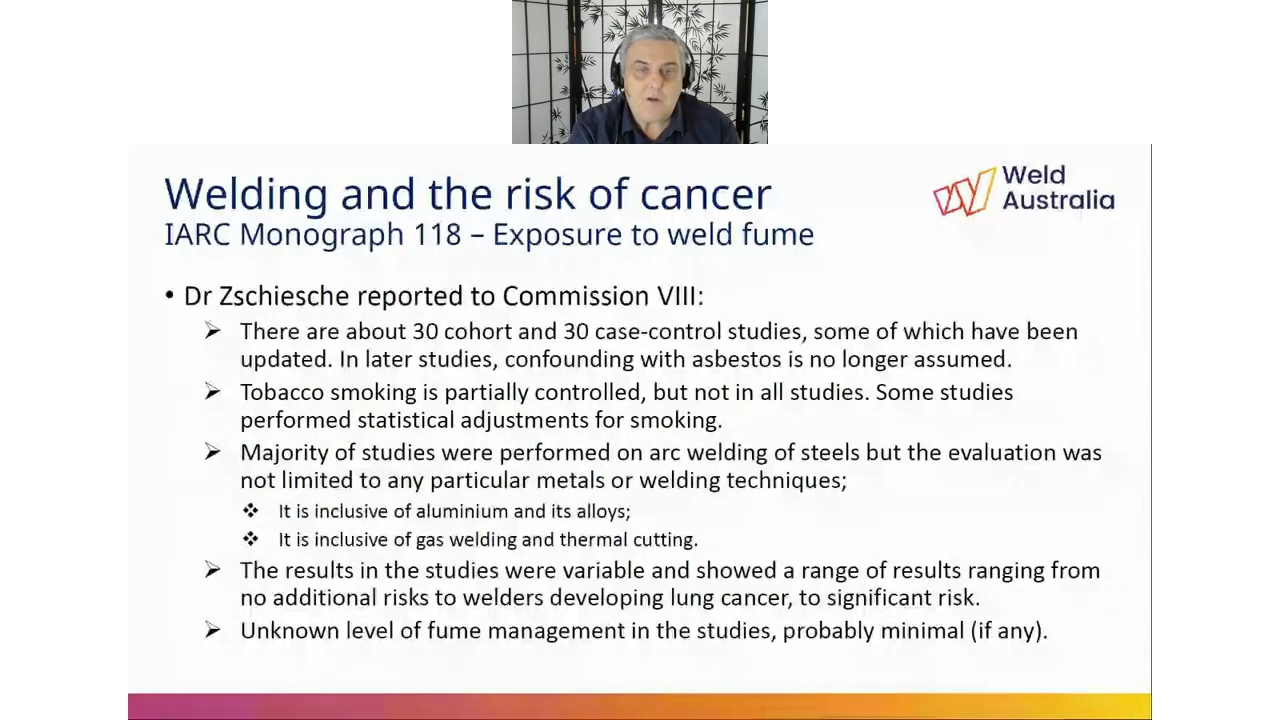 Weld
Australia
Welding and the risk of cancer
IARC Monograph 118 – Exposure to weld fume
• Dr Zschiesche reported to Commission VIII:
➢ There are about 30 cohort and 30 case-control studies, some of which have been
updated. In later studies, confounding with asbestos is no longer assumed.
➢ Tobacco smoking is partially controlled, but not in all studies. Some studies
performed statistical adjustments for smoking.
➢ Majority of studies were performed on arc welding of steels but the evaluation was
not limited to any particular metals or welding techniques;
❖ It is inclusive of aluminium and its alloys;
❖ It is inclusive of gas welding and thermal cutting.
➢ The results in the studies were variable and showed a range of results ranging from
no additional risks to welders developing lung cancer, to significant risk.
➢ Unknown level of fume management in the studies, probably minimal (if any).